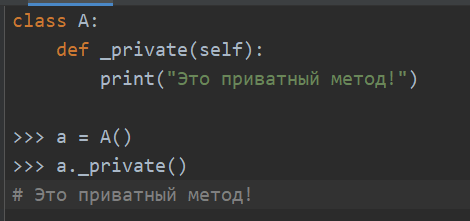 class A:
    def _private(self):
        print("Это приватный метод!")
>>> a = A()
>>> a._private()
# Это приватный метод!